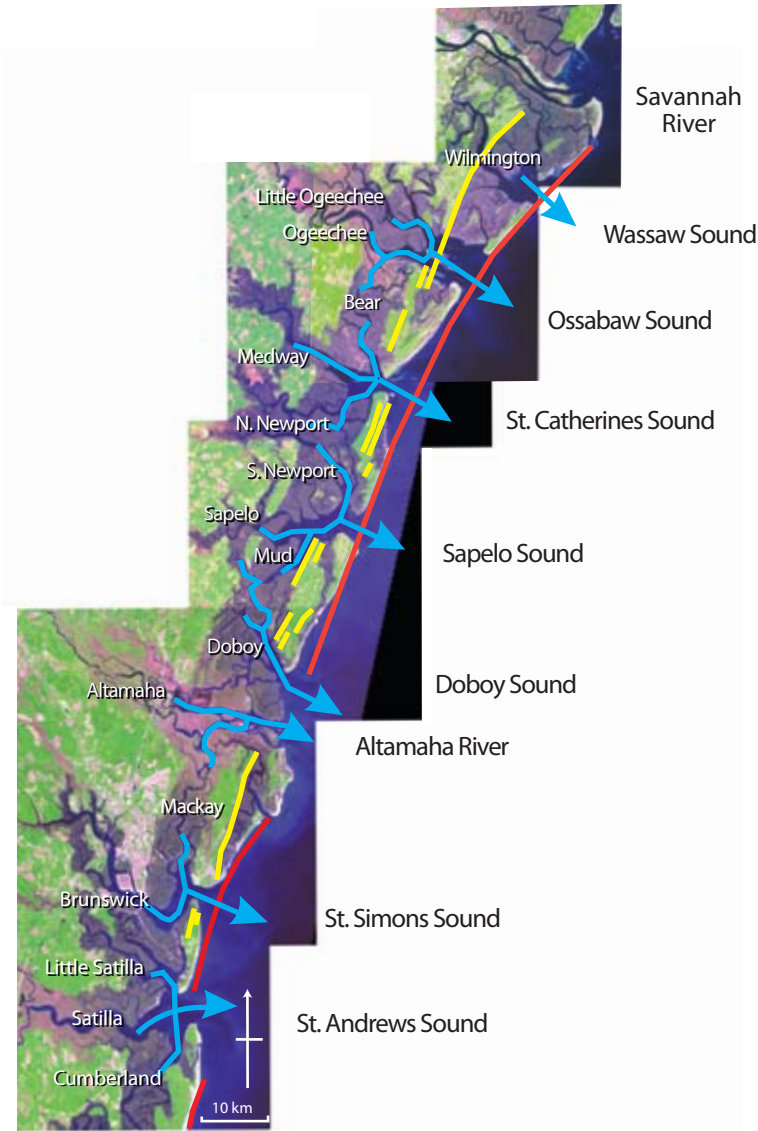 Savannah
River
Wilmington
Little Ogeechee
Wassaw Sound
Ogeechee
Bear
Ossabaw Sound
Medway
N. Newport
St. Catherines Sound
S. Newport
Sapelo
Mud
Sapelo Sound
Doboy
Altamaha
Doboy Sound
Altamaha River
Mackay
Brunswick
St. Simons Sound
Little Satilla
Satilla
St. Andrews Sound
Cumberland
10 km